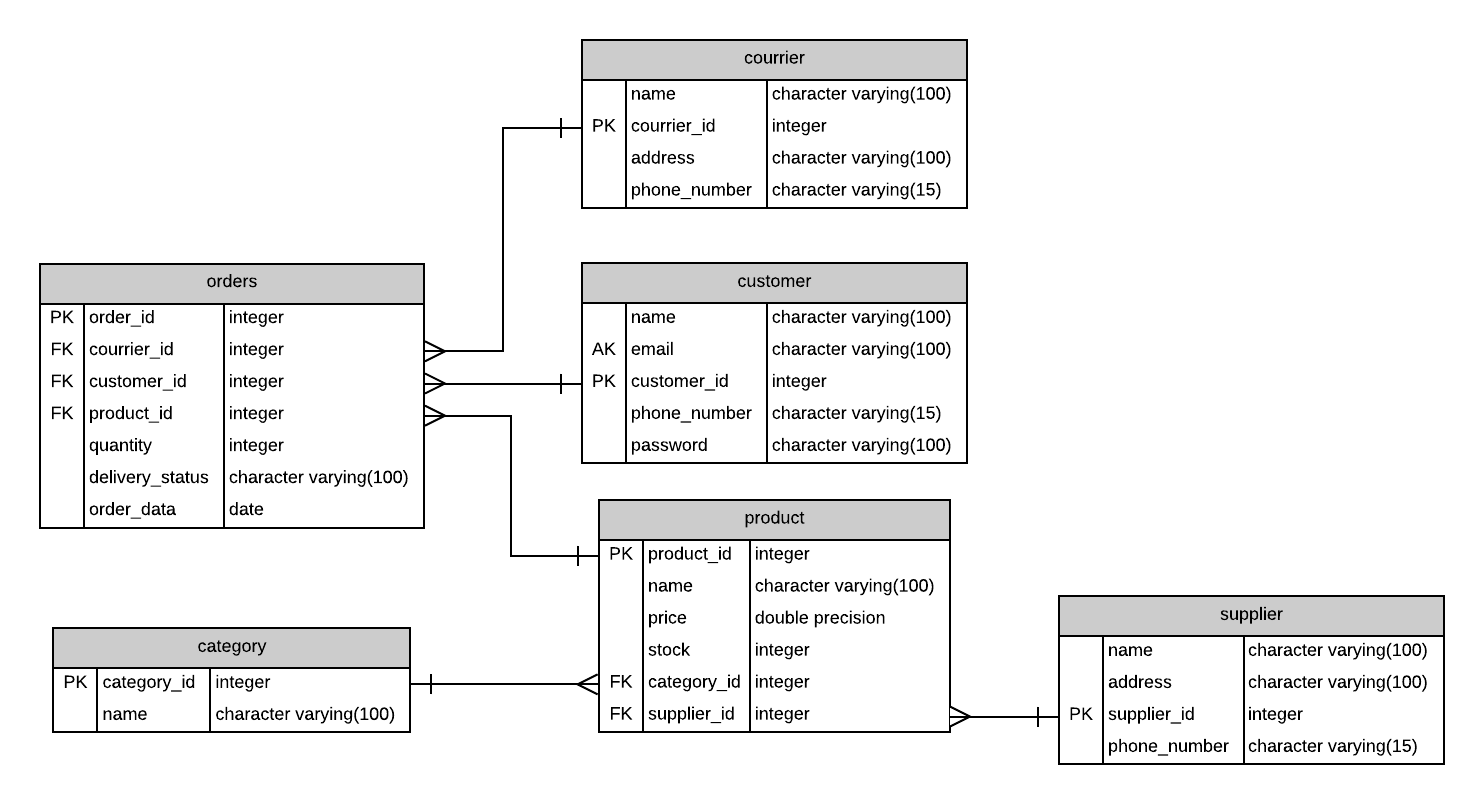 courrier
name character varying(100)
PK courrier_id integer
address character varying(100)
phone_number character varying(15)
orders
PK order_id integer
FK courrier_id integer
FK customer_id integer
FK product_id integer
quantity integer
delivery_status character varying(100)
order_data date
customer
name character varying(100)
AK email character varying(100)
PK customer_id integer
phone_number character varying(15)
password character varying(100)
product
PK product_id integer
name character varying(100)
price double precision
stock integer
FK category_id integer
FK supplier_id integer
category
PK category_id integer
name character varying(100)
supplier
name character varying(100)
address character varying(100)
PK supplier_id integer
phone_number character varying(15)